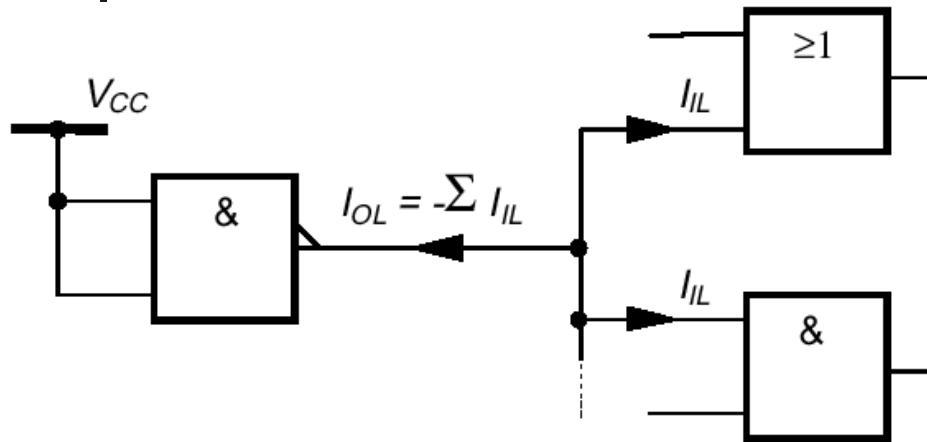 ≥1
V_CC
I_IL
&
I_OL = -Σ I_IL
I_IL
&